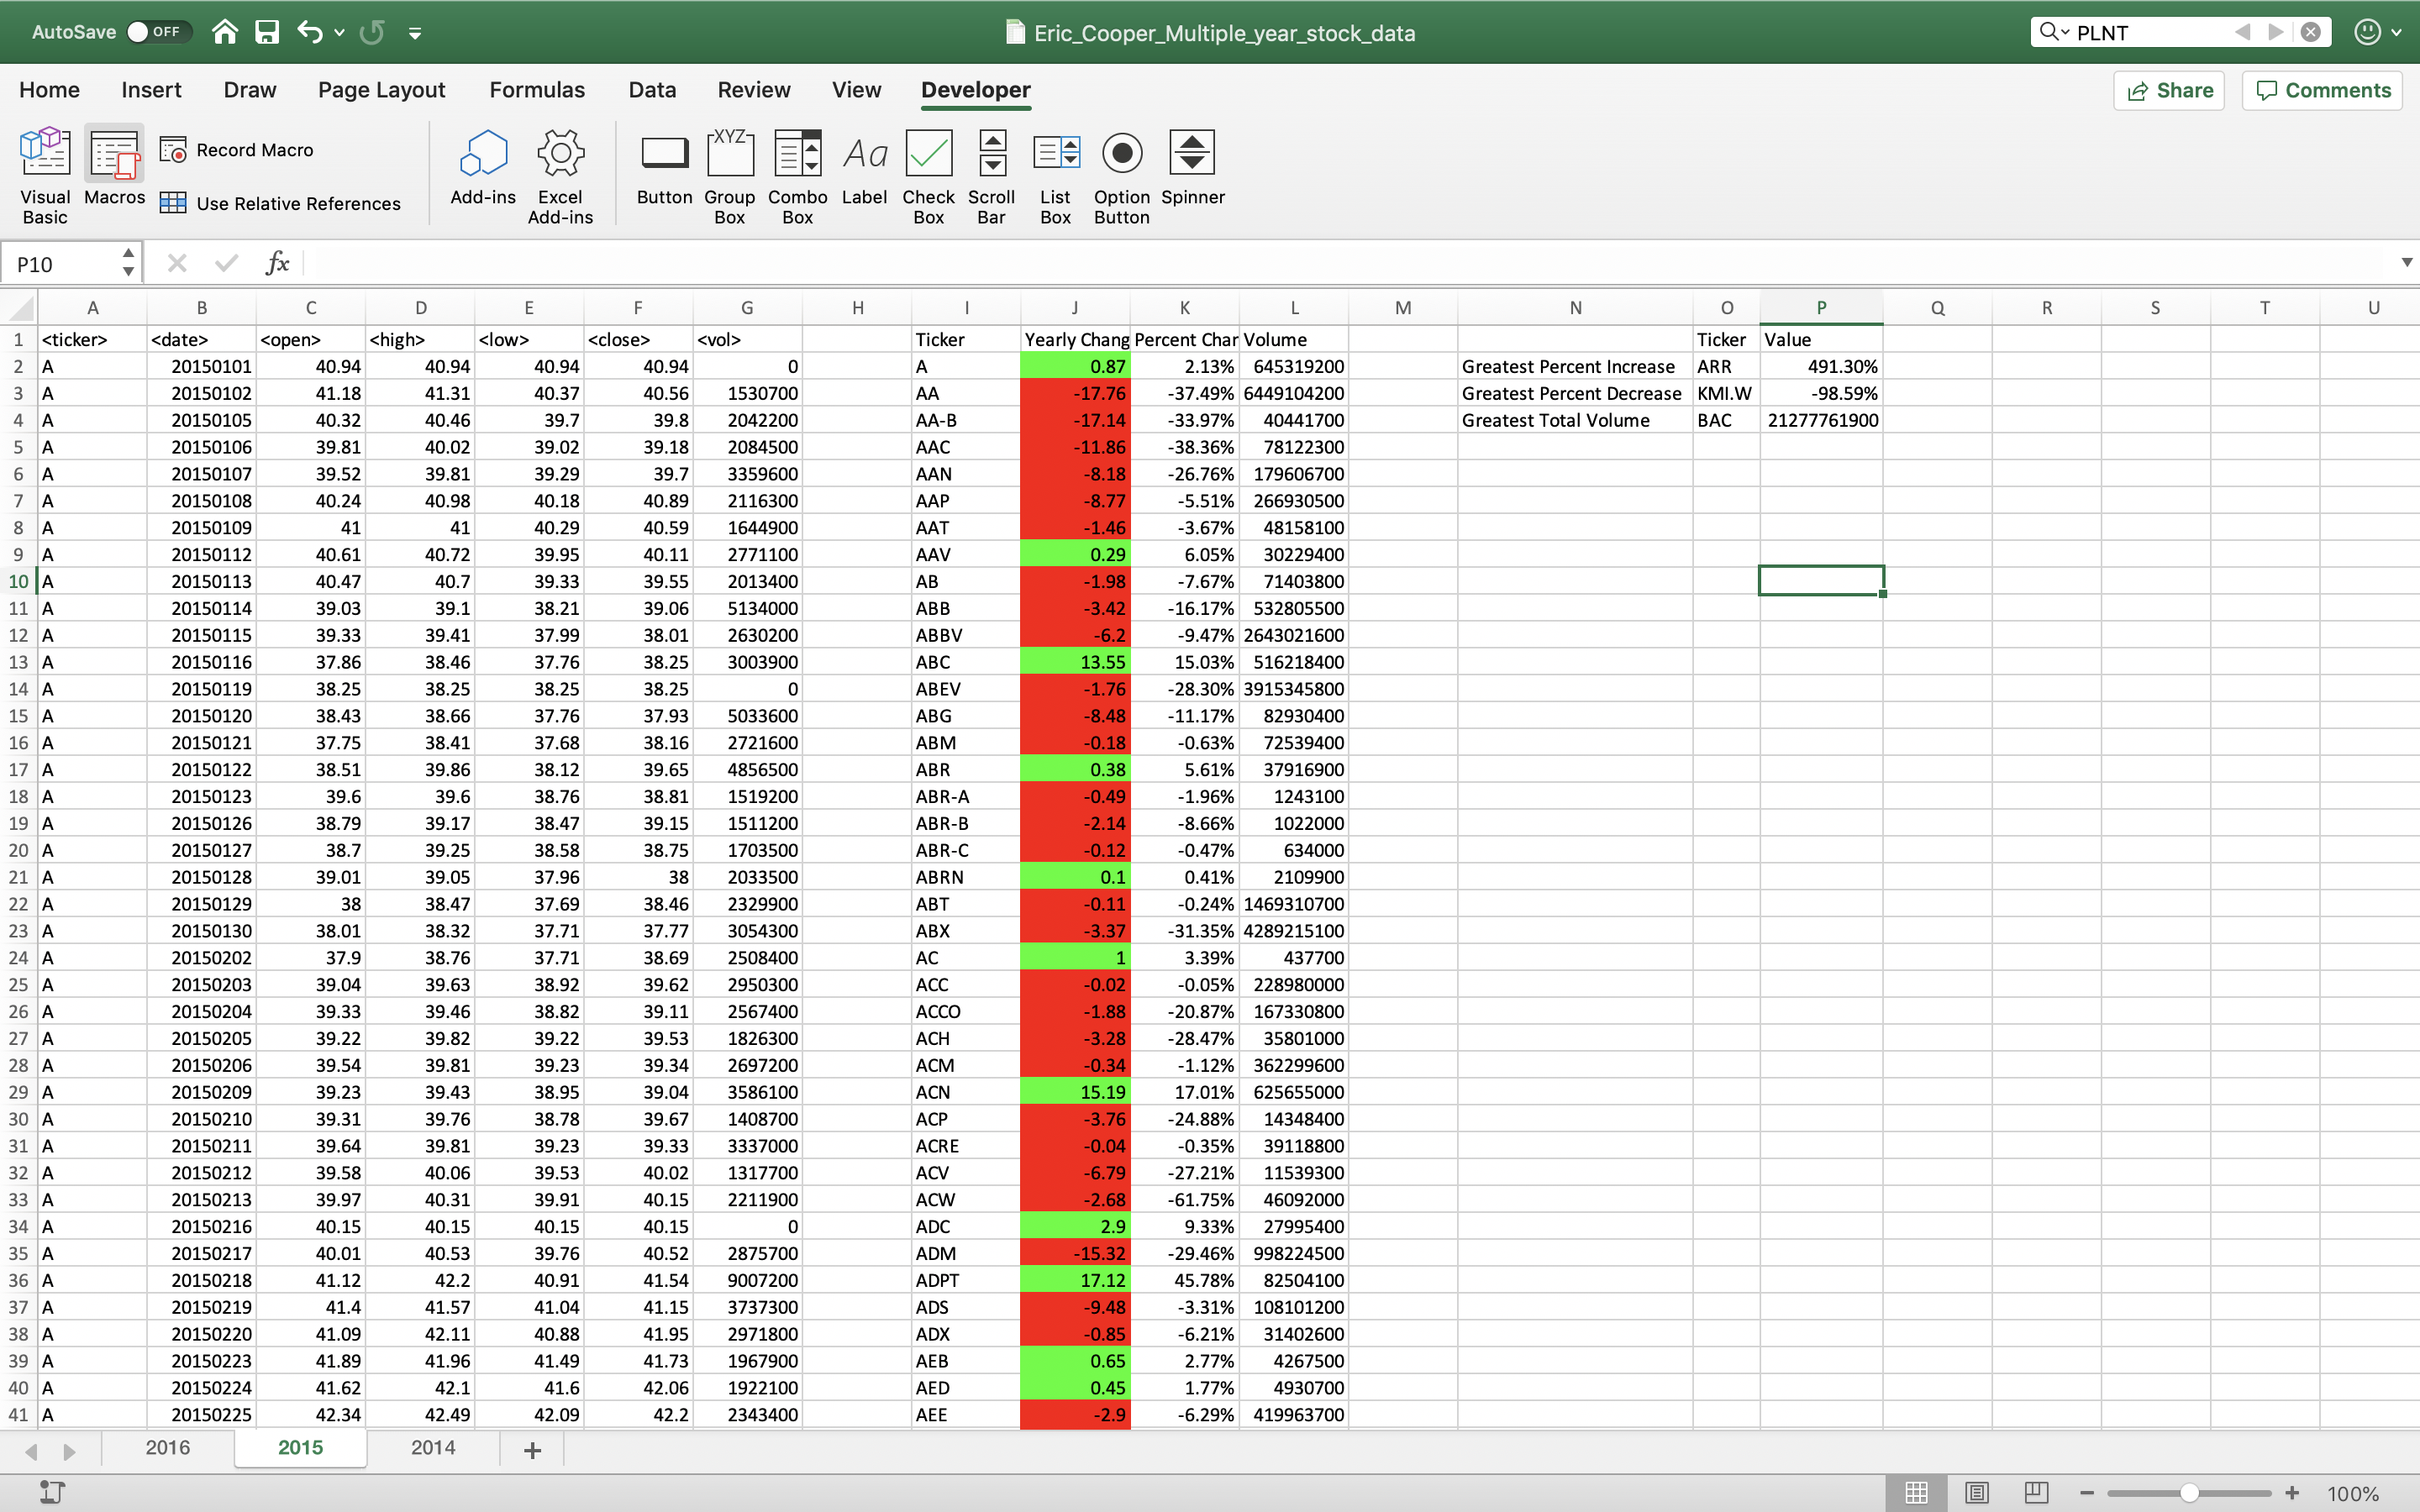 AutoSave OFF Eric_Cooper_Multiple_year_stock_data PLNT
Home Insert Draw Page Layout Formulas Data Review View Developer Share Comments
Visual Basic Macros Record Macro Use Relative References Add-ins Excel Add-ins Button Group Box Combo Box Label Check Box Scroll Bar List Box Option Button Spinner
XYZ Aa
P10 fx
A B C D E F G H I J K L M N O P Q R S T U
1 <ticker> <date> <open> <high> <low> <close> <vol> Ticker Yearly Chang Percent Char Volume Ticker Value
2 A 20150101 40.94 40.94 40.94 40.94 0 A 0.87 2.13% 645319200 Greatest Percent Increase ARR 491.30%
3 A 20150102 41.18 41.31 40.37 40.56 1530700 AA -17.76 -37.49% 6449104200 Greatest Percent Decrease KMI.W -98.59%
4 A 20150105 40.32 40.46 39.7 39.8 2042200 AA-B -17.14 -33.97% 40441700 Greatest Total Volume BAC 21277761900
5 A 20150106 39.81 40.02 39.02 39.18 2084500 AAC -11.86 -38.36% 78122300
6 A 20150107 39.52 39.81 39.29 39.7 3359600 AAN -8.18 -26.76% 179606700
7 A 20150108 40.24 40.98 40.18 40.89 2116300 AAP -8.77 -5.51% 266930500
8 A 20150109 41 41 40.29 40.59 1644900 AAT -1.46 -3.67% 48158100
9 A 20150112 40.61 40.72 39.95 40.11 2771100 AAV 0.29 6.05% 30229400
10 A 20150113 40.47 40.7 39.33 39.55 2013400 AB -1.98 -7.67% 71403800
11 A 20150114 39.03 39.1 38.21 39.06 5134000 ABB -3.42 -16.17% 532805500
12 A 20150115 39.33 39.41 37.99 38.01 2630200 ABBV -6.2 -9.47% 2643021600
13 A 20150116 37.86 38.46 37.76 38.25 3003900 ABC 13.55 15.03% 516218400
14 A 20150119 38.25 38.25 38.25 38.25 0 ABEV -1.76 -28.30% 3915345800
15 A 20150120 38.43 38.66 37.76 37.93 5033600 ABG -8.48 -11.17% 82930400
16 A 20150121 37.75 38.41 37.68 38.16 2721600 ABM -0.18 -0.63% 72539400
17 A 20150122 38.51 39.86 38.12 39.65 4856500 ABR 0.38 5.61% 37916900
18 A 20150123 39.6 39.6 38.76 38.81 1519200 ABR-A -0.49 -1.96% 1243100
19 A 20150126 38.79 39.17 38.47 39.15 1511200 ABR-B -2.14 -8.66% 1022000
20 A 20150127 38.7 39.25 38.58 38.75 1703500 ABR-C -0.12 -0.47% 634000
21 A 20150128 39.01 39.05 37.96 38 2033500 ABRN 0.1 0.41% 2109900
22 A 20150129 38 38.47 37.69 38.46 2329900 ABT -0.11 -0.24% 1469310700
23 A 20150130 38.01 38.32 37.71 37.77 3054300 ABX -3.37 -31.35% 4289215100
24 A 20150202 37.9 38.76 37.71 38.69 2508400 AC 1 3.39% 437700
25 A 20150203 39.04 39.63 38.92 39.62 2950300 ACC -0.02 -0.05% 228980000
26 A 20150204 39.33 39.46 38.82 39.11 2567400 ACCO -1.88 -20.87% 167330800
27 A 20150205 39.22 39.82 39.22 39.53 1826300 ACH -3.28 -28.47% 35801000
28 A 20150206 39.54 39.81 39.23 39.34 2697200 ACM -0.34 -1.12% 362299600
29 A 20150209 39.23 39.43 38.95 39.04 3586100 ACN 15.19 17.01% 625655000
30 A 20150210 39.31 39.76 38.78 39.67 1408700 ACP -3.76 -24.88% 14348400
31 A 20150211 39.64 39.81 39.23 39.33 3337000 ACRE -0.04 -0.35% 39118800
32 A 20150212 39.58 40.06 39.53 40.02 1317700 ACV -6.79 -27.21% 11539300
33 A 20150213 39.97 40.31 39.91 40.15 2211900 ACW -2.68 -61.75% 46092000
34 A 20150216 40.15 40.15 40.15 40.15 0 ADC 2.9 9.33% 27995400
35 A 20150217 40.01 40.53 39.76 40.52 2875700 ADM -15.32 -29.46% 998224500
36 A 20150218 41.12 42.2 40.91 41.54 9007200 ADPT 17.12 45.78% 82504100
37 A 20150219 41.4 41.57 41.04 41.15 3737300 ADS -9.48 -3.31% 108101200
38 A 20150220 41.09 42.11 40.88 41.95 2971800 ADX -0.85 -6.21% 31402600
39 A 20150223 41.89 41.96 41.49 41.73 1967900 AEB 0.65 2.77% 4267500
40 A 20150224 41.62 42.1 41.6 42.06 1922100 AED 0.45 1.77% 4930700
41 A 20150225 42.34 42.49 42.09 42.2 2343400 AEE -2.9 -6.29% 419963700
2016 2015 2014 +
100%